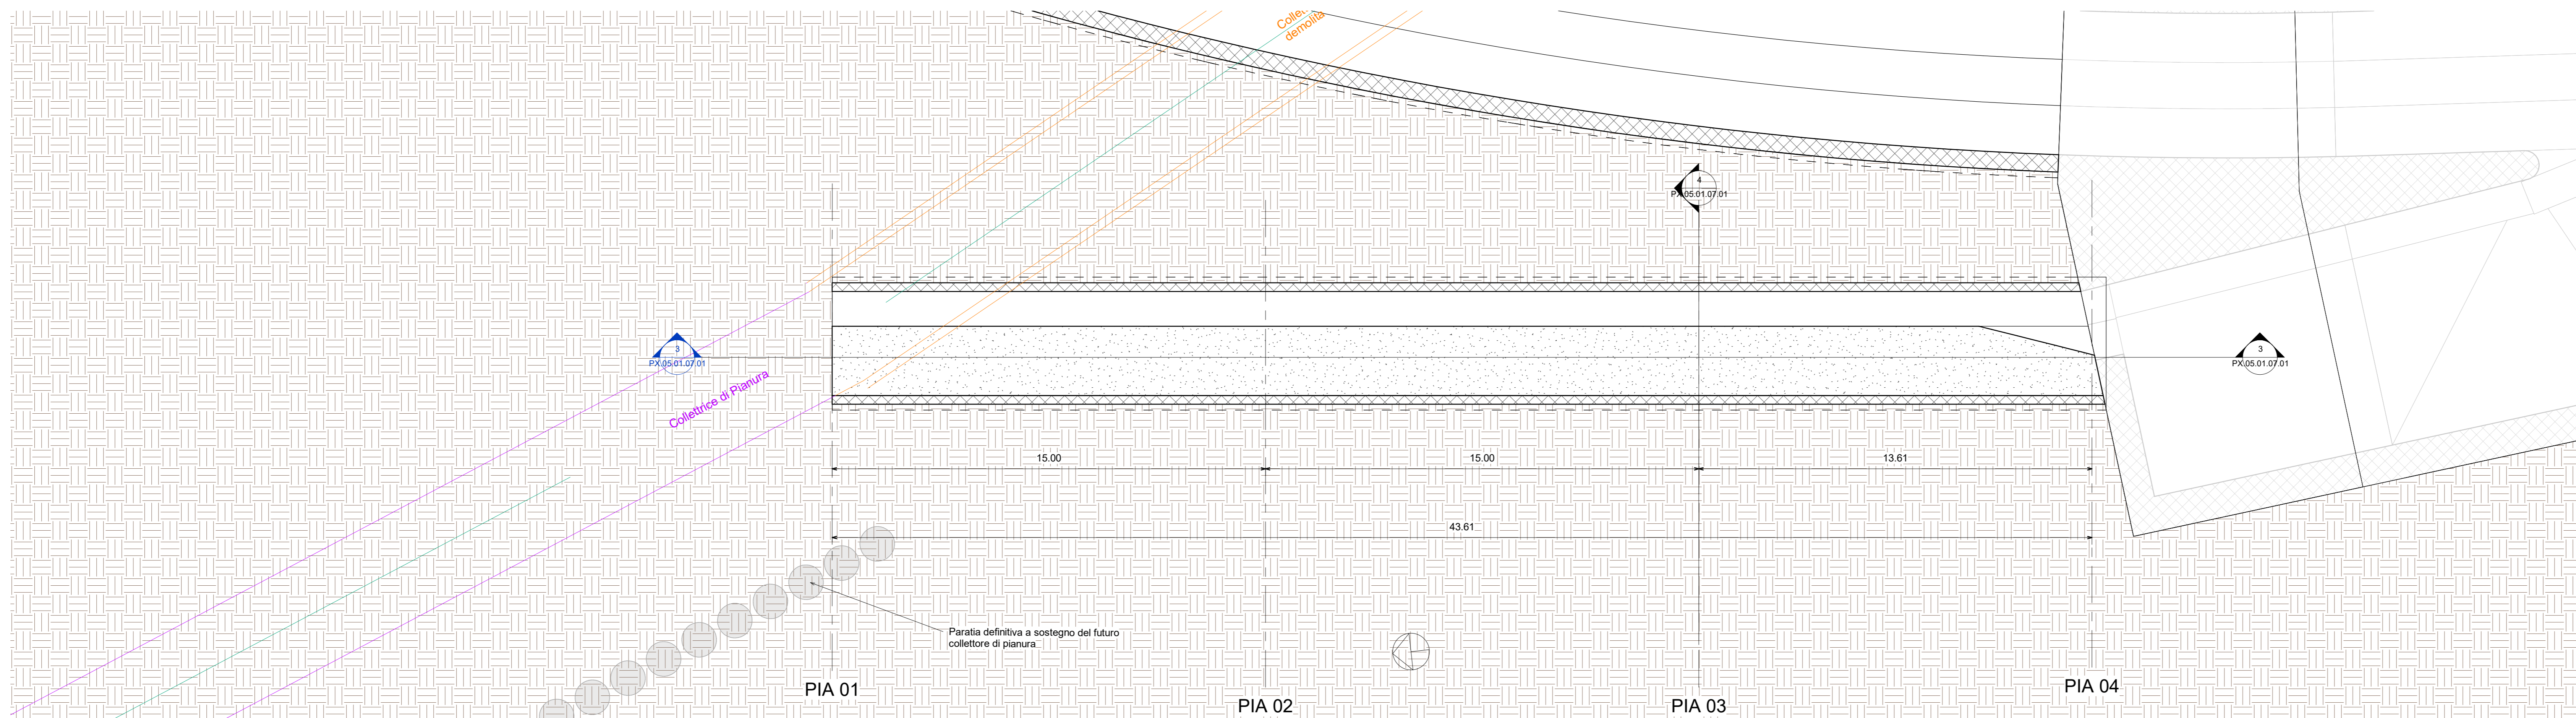 demolita
4
PX.05.01.07.01
3
PX.05.01.07.01
3
PX.05.01.07.01
Collettrice di Pianura
15.00
15.00
13.61
43.61
Paratia definitiva a sostegno del futuro
collettore di pianura
PIA 01
PIA 02
PIA 03
PIA 04